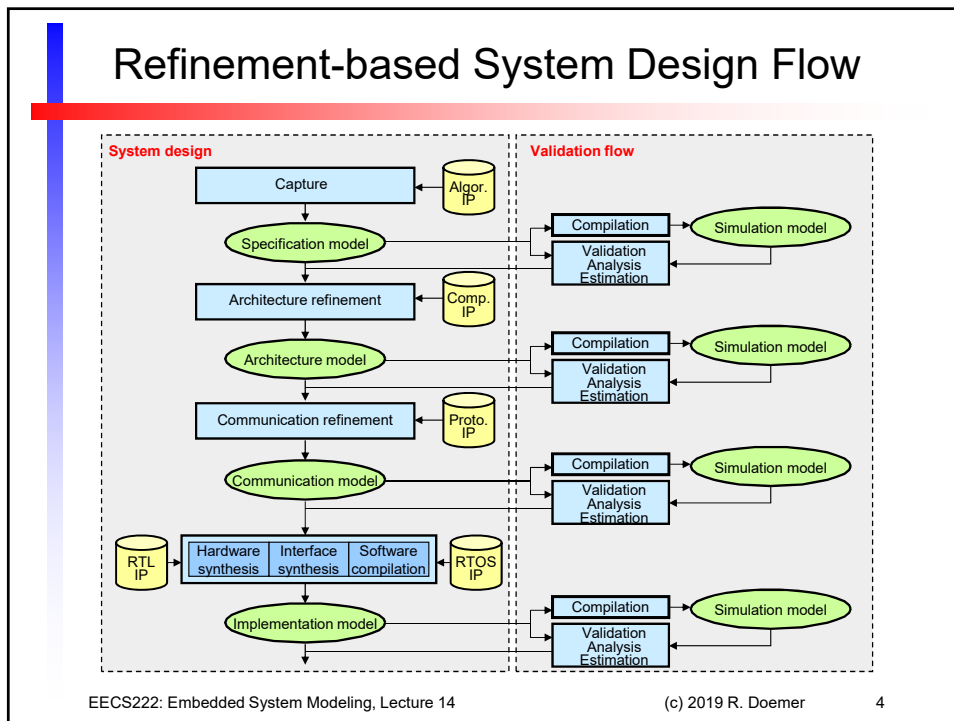 Refinement-based System Design Flow
System design
Validation flow
Capture
Algor.
IP
Specification model
Compilation
Simulation model
Validation
Analysis
Estimation
Architecture refinement
Comp.
IP
Architecture model
Compilation
Simulation model
Validation
Analysis
Estimation
Communication refinement
Proto.
IP
Communication model
Compilation
Simulation model
Validation
Analysis
Estimation
RTL
IP
Hardware
synthesis
Interface
synthesis
Software
compilation
RTOS
IP
Implementation model
Compilation
Simulation model
Validation
Analysis
Estimation
EECS222: Embedded System Modeling, Lecture 14
(c) 2019 R. Doemer
4